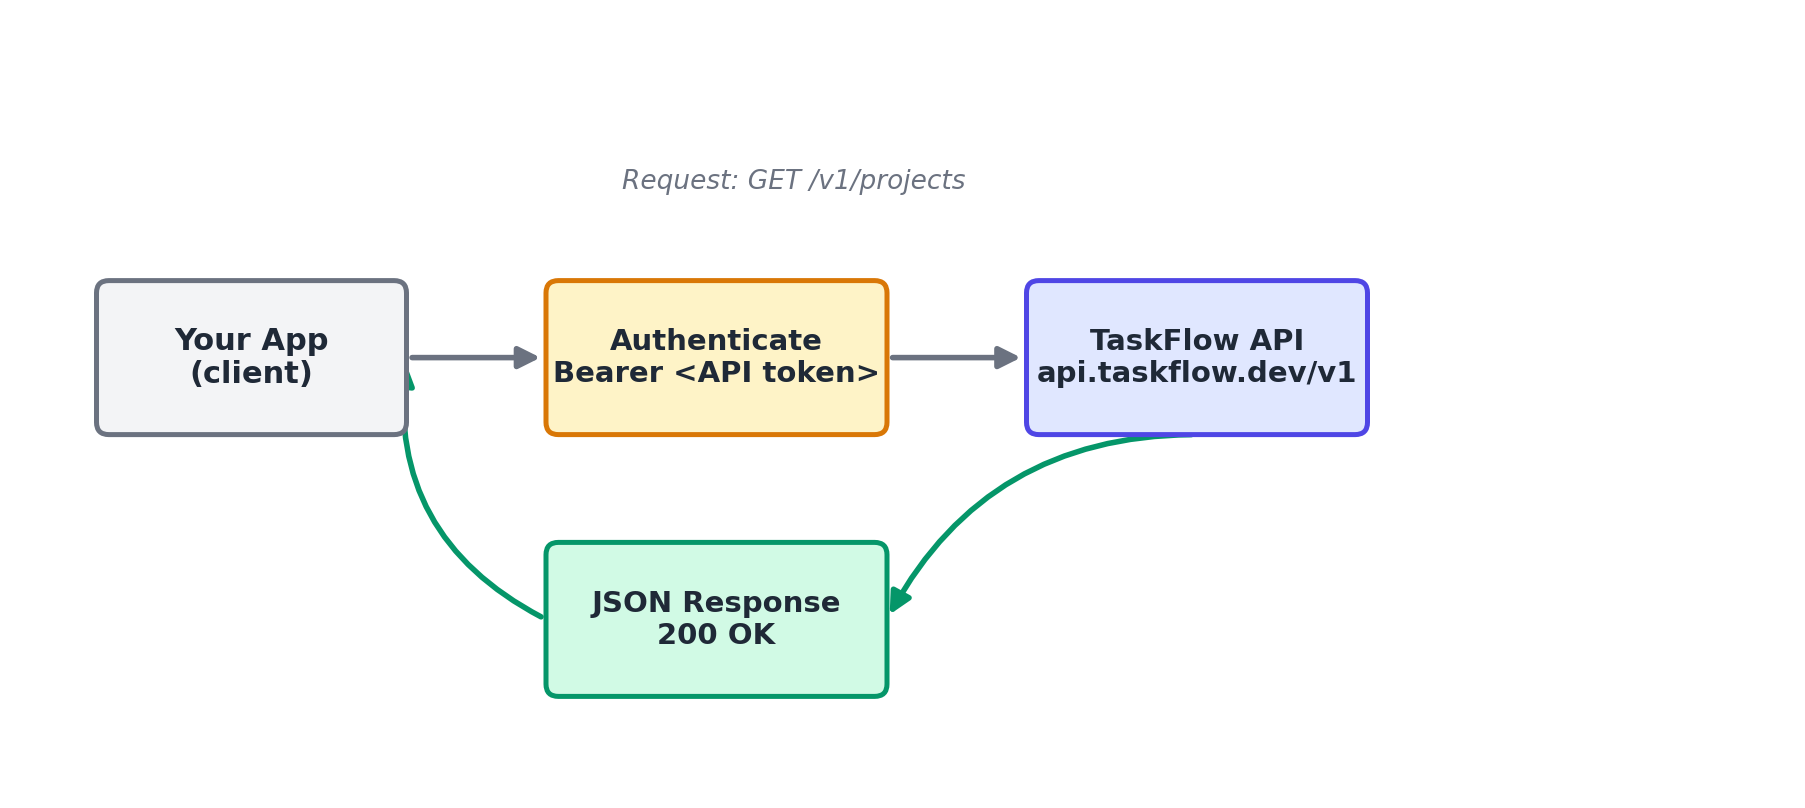 Request: GET /v1/projects
Your App
(client)
Authenticate
Bearer <API token>
TaskFlow API
api.taskflow.dev/v1
JSON Response
200 OK